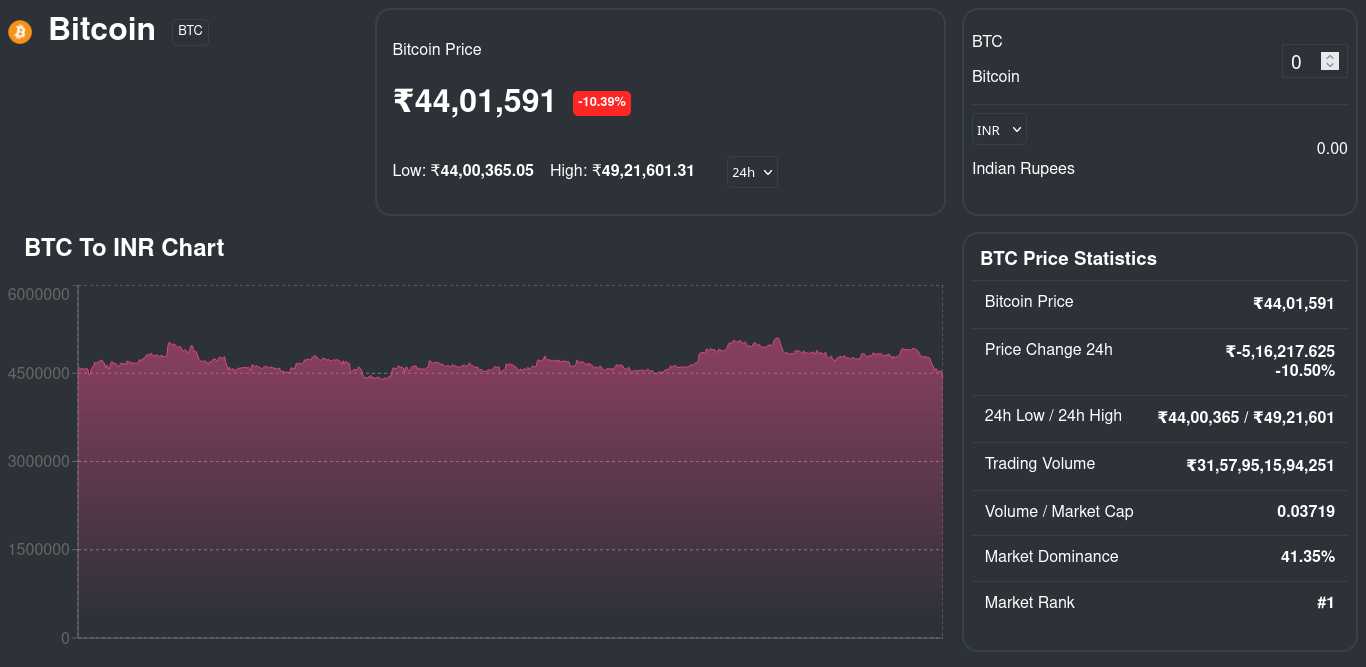 Bitcoin
BTC
Bitcoin Price
₹44,01,591
-10.39%
Low: ₹44,00,365.05 High: ₹49,21,601.31
24h
BTC
Bitcoin
0
INR
0.00
Indian Rupees
BTC To INR Chart
6000000
4500000
3000000
1500000
0
BTC Price Statistics
Bitcoin Price ₹44,01,591
Price Change 24h ₹-5,16,217.625
-10.50%
24h Low / 24h High ₹44,00,365 / ₹49,21,601
Trading Volume ₹31,57,95,15,94,251
Volume / Market Cap 0.03719
Market Dominance 41.35%
Market Rank #1